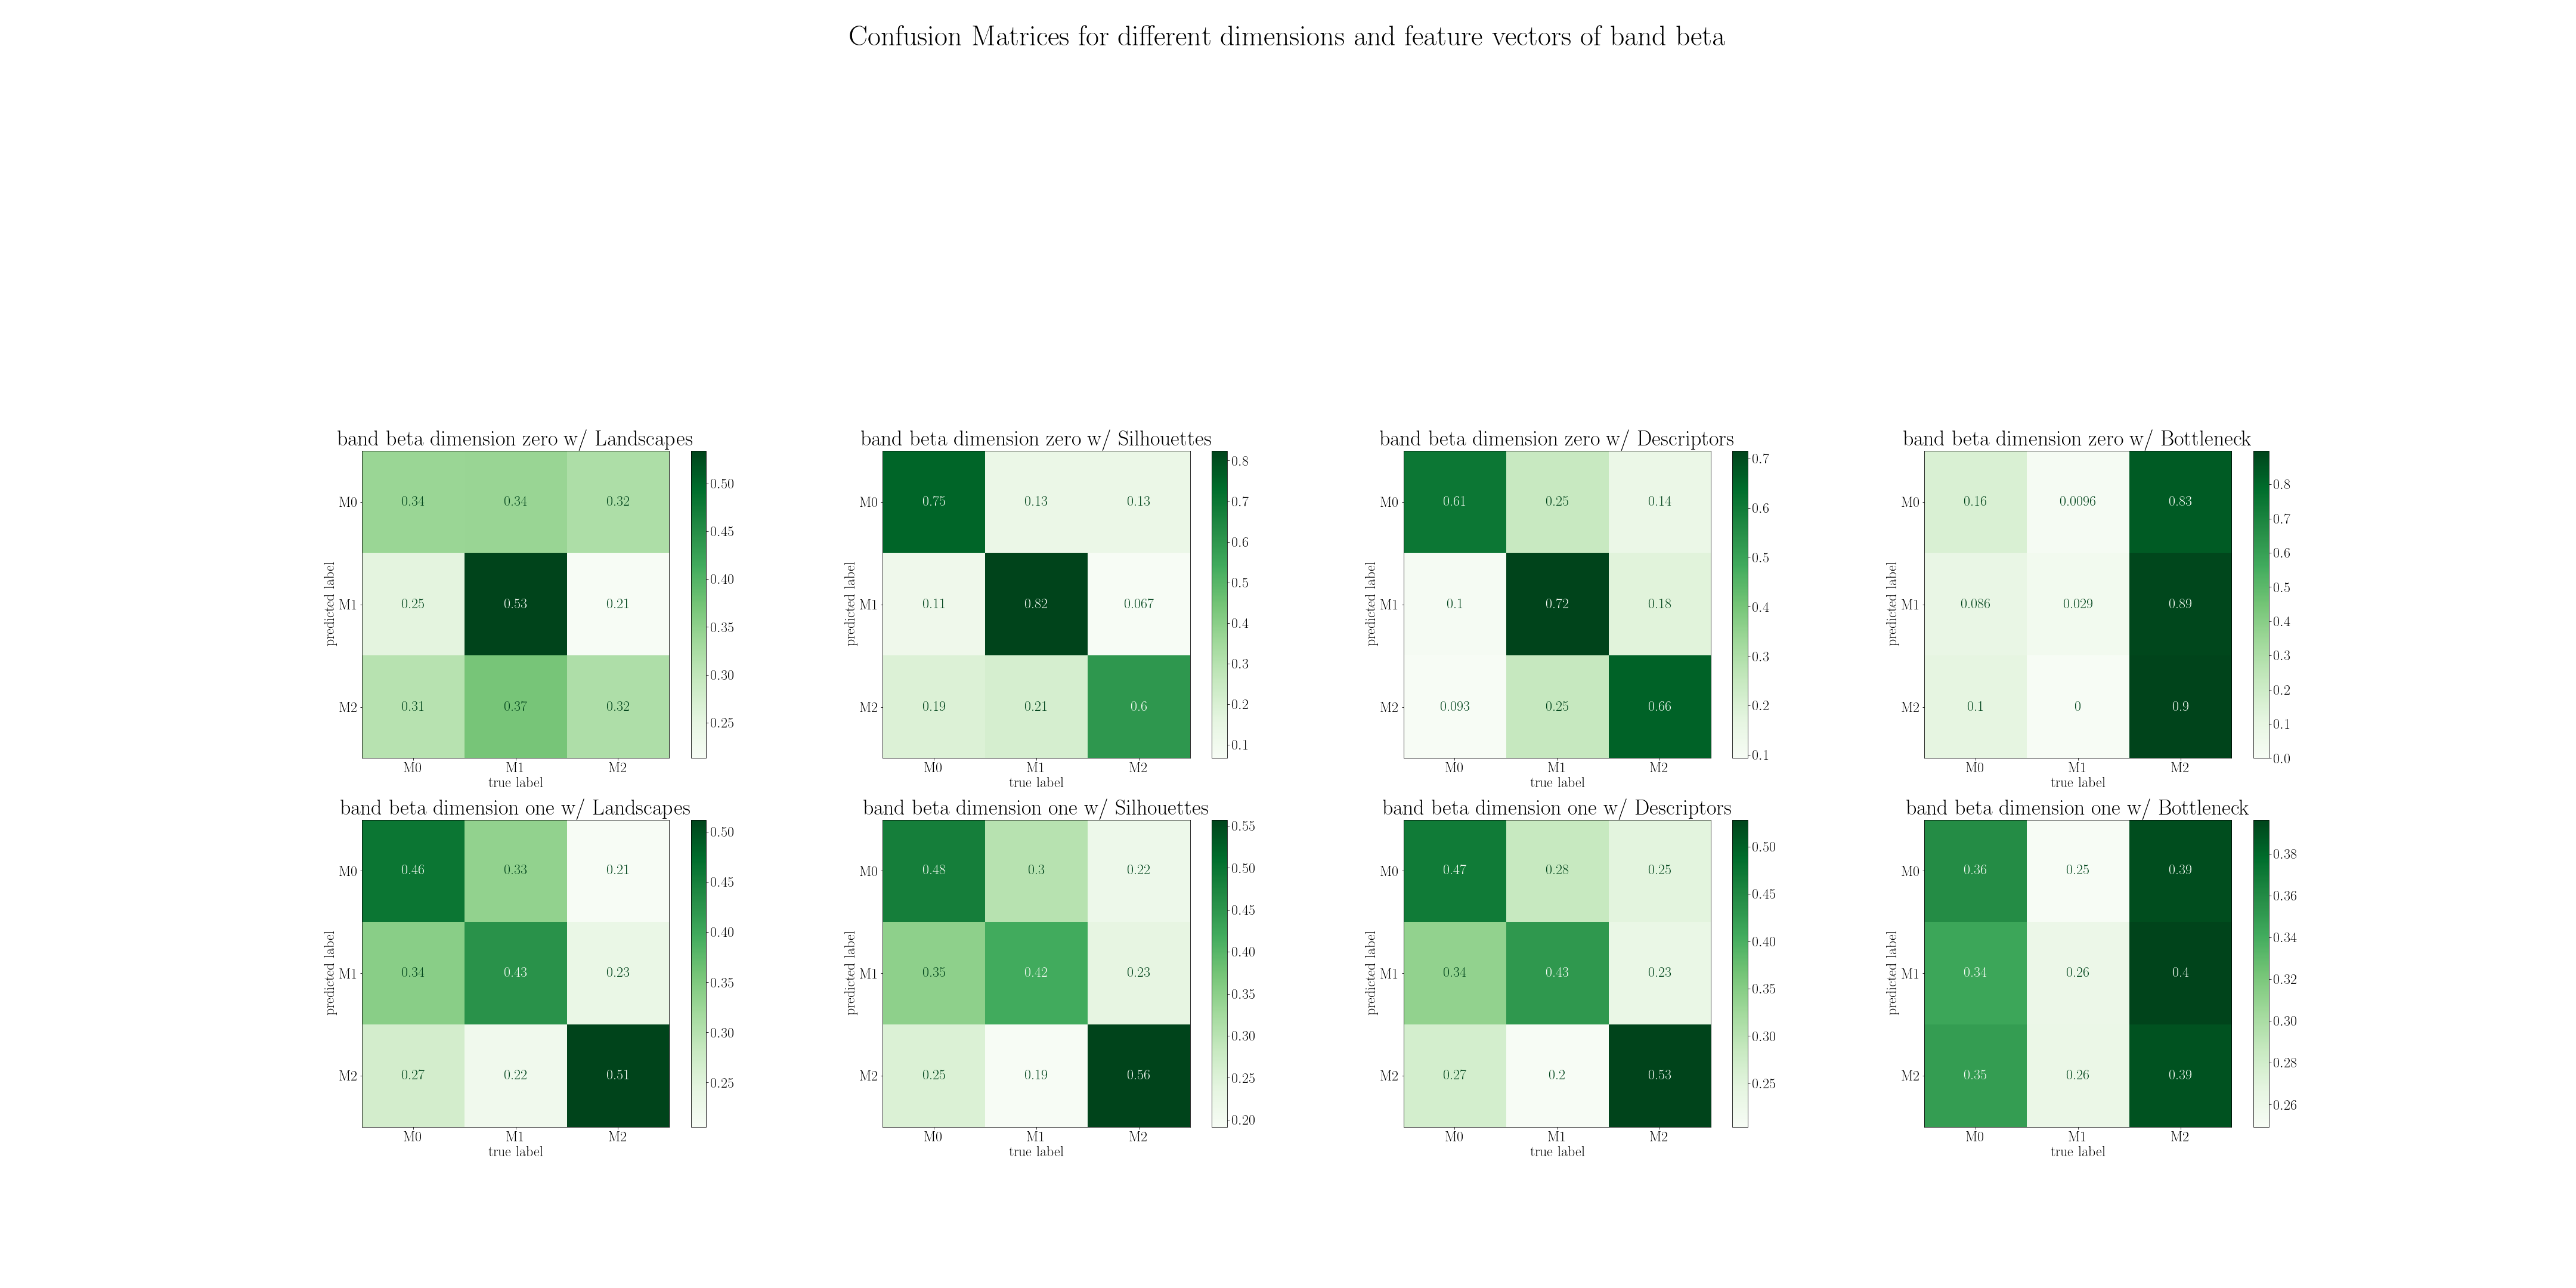 Confusion Matrices for different dimensions and feature vectors of band beta
band beta dimension zero w/ Landscapes
M0 0.34 0.34 0.32
M1 0.25 0.53 0.21
M2 0.31 0.37 0.32
M0 M1 M2
true label
predicted label
0.50
0.45
0.40
0.35
0.30
0.25
band beta dimension zero w/ Silhouettes
M0 0.75 0.13 0.13
M1 0.11 0.82 0.067
M2 0.19 0.21 0.6
M0 M1 M2
true label
predicted label
0.8
0.7
0.6
0.5
0.4
0.3
0.2
0.1
band beta dimension zero w/ Descriptors
M0 0.61 0.25 0.14
M1 0.1 0.72 0.18
M2 0.093 0.25 0.66
M0 M1 M2
true label
predicted label
0.7
0.6
0.5
0.4
0.3
0.2
0.1
band beta dimension zero w/ Bottleneck
M0 0.16 0.0096 0.83
M1 0.086 0.029 0.89
M2 0.1 0 0.9
M0 M1 M2
true label
predicted label
0.8
0.7
0.6
0.5
0.4
0.3
0.2
0.1
0.0
band beta dimension one w/ Landscapes
M0 0.46 0.33 0.21
M1 0.34 0.43 0.23
M2 0.27 0.22 0.51
M0 M1 M2
true label
predicted label
0.50
0.45
0.40
0.35
0.30
0.25
band beta dimension one w/ Silhouettes
M0 0.48 0.3 0.22
M1 0.35 0.42 0.23
M2 0.25 0.19 0.56
M0 M1 M2
true label
predicted label
0.55
0.50
0.45
0.40
0.35
0.30
0.25
0.20
band beta dimension one w/ Descriptors
M0 0.47 0.28 0.25
M1 0.34 0.43 0.23
M2 0.27 0.2 0.53
M0 M1 M2
true label
predicted label
0.50
0.45
0.40
0.35
0.30
0.25
band beta dimension one w/ Bottleneck
M0 0.36 0.25 0.39
M1 0.34 0.26 0.4
M2 0.35 0.26 0.39
M0 M1 M2
true label
predicted label
0.38
0.36
0.34
0.32
0.30
0.28
0.26